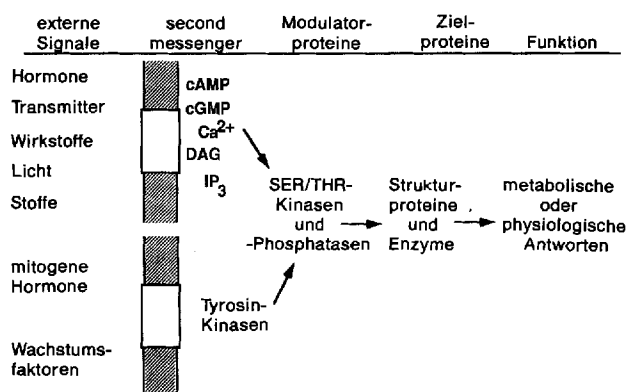 externe second Modulator- Ziel-
Signale messenger proteine proteine Funktion
Hormone
cAMP
Transmitter cGMP
Ca2+
Wirkstoffe
DAG
Licht
IP3 SER/THR- Struktur- metabolische
Stoffe Kinasen proteine oder
und und physiologische
-Phosphatasen Enzyme Antworten
mitogene
Hormone
Tyrosin-
Kinasen
Wachstums-
faktoren